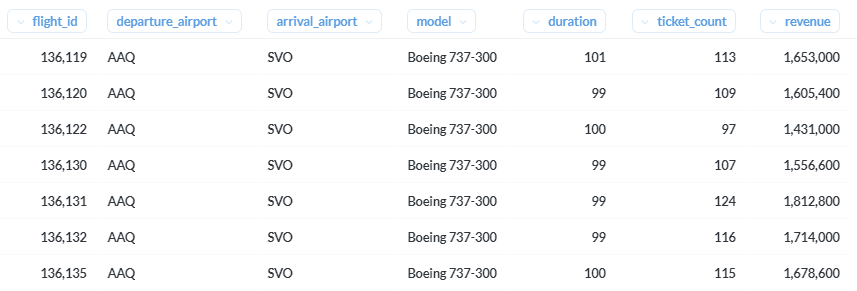 flight_id departure_airport arrival_airport model duration ticket_count revenue
136,119 AAQ SVO Boeing 737-300 101 113 1,653,000
136,120 AAQ SVO Boeing 737-300 99 109 1,605,400
136,122 AAQ SVO Boeing 737-300 100 97 1,431,000
136,130 AAQ SVO Boeing 737-300 99 107 1,556,600
136,131 AAQ SVO Boeing 737-300 99 124 1,812,800
136,132 AAQ SVO Boeing 737-300 99 116 1,714,000
136,135 AAQ SVO Boeing 737-300 100 115 1,678,600